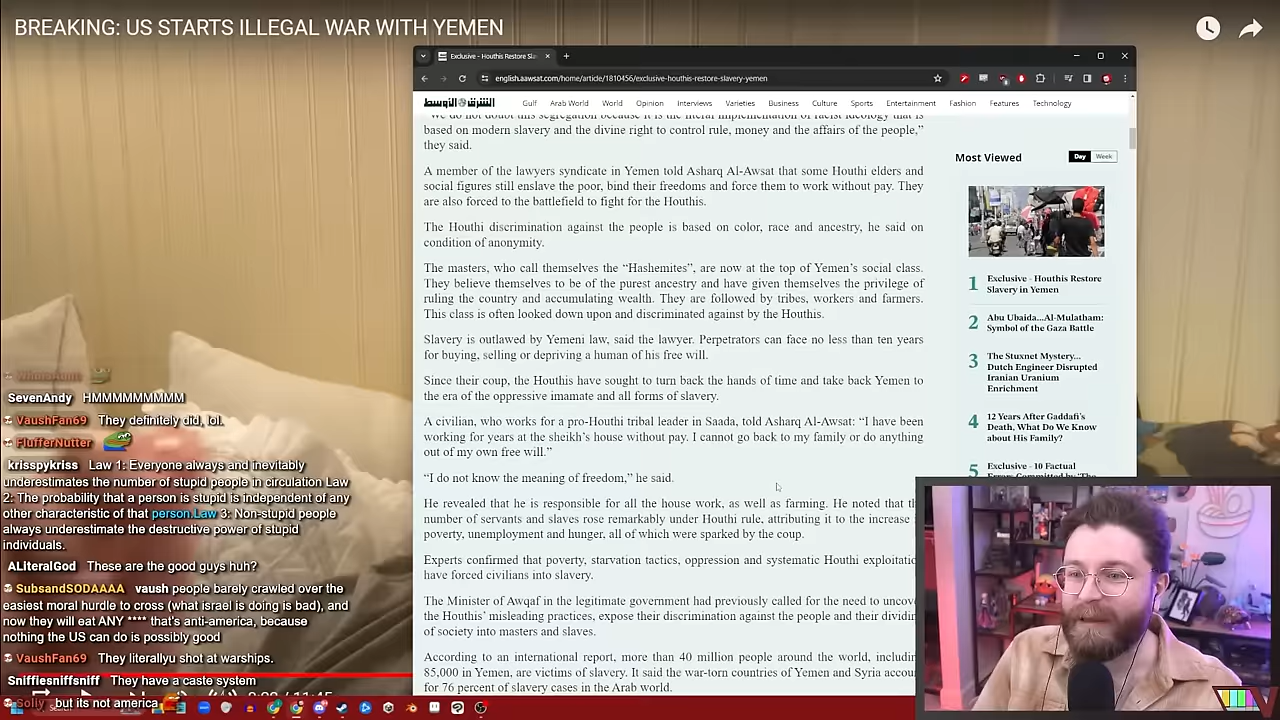 BREAKING: US STARTS ILLEGAL WAR WITH YEMEN
Exclusive - Houthis Restore Sla
english.aawsat.com/home/article/1810456/exclusive-houthis-restore-slavery-yemen
الشرق الأوسط
Gulf Arab World World Opinion Interviews Varieties Business Culture Sports Entertainment Fashion Features Technology
"We do not doubt this segregation because it is the literal implementation of racist ideology that is
based on modern slavery and the divine right to control rule, money and the affairs of the people,”
they said.
A member of the lawyers syndicate in Yemen told Asharq Al-Awsat that some Houthi elders and
social figures still enslave the poor, bind their freedoms and force them to work without pay. They
are also forced to the battlefield to fight for the Houthis.
The Houthi discrimination against the people is based on color, race and ancestry, he said on
condition of anonymity.
The masters, who call themselves the “Hashemites”, are now at the top of Yemen’s social class.
They believe themselves to be of the purest ancestry and have given themselves the privilege of
ruling the country and accumulating wealth. They are followed by tribes, workers and farmers.
This class is often looked down upon and discriminated against by the Houthis.
Slavery is outlawed by Yemeni law, said the lawyer. Perpetrators can face no less than ten years
for buying, selling or depriving a human of his free will.
Since their coup, the Houthis have sought to turn back the hands of time and take back Yemen to
the era of the oppressive imamate and all forms of slavery.
A civilian, who works for a pro-Houthi tribal leader in Saada, told Asharq Al-Awsat: “I have been
working for years at the sheikh’s house without pay. I cannot go back to my family or do anything
out of my own free will.”
“I do not know the meaning of freedom,” he said.
He revealed that he is responsible for all the house work, as well as farming. He noted that th
number of servants and slaves rose remarkably under Houthi rule, attributing it to the increase
poverty, unemployment and hunger, all of which were sparked by the coup.
Experts confirmed that poverty, starvation tactics, oppression and systematic Houthi exploitatio
have forced civilians into slavery.
The Minister of Awqaf in the legitimate government had previously called for the need to uncov
the Houthis’ misleading practices, expose their discrimination against the people and their dividin
of society into masters and slaves.
According to an international report, more than 40 million people around the world, includin
85,000 in Yemen, are victims of slavery. It said the war-torn countries of Yemen and Syria accou
for 76 percent of slavery cases in the Arab world.
Most Viewed
Day Week
1 Exclusive - Houthis Restore
Slavery in Yemen
2 Abu Ubaida...Al-Mulatham:
Symbol of the Gaza Battle
3 The Stuxnet Mystery...
Dutch Engineer Disrupted
Iranian Uranium
Enrichment
4 12 Years After Gaddafi’s
Death, What Do We Know
about His Family?
5 Exclusive - 10 Factual
SevenAndy HMMMMMMMMM
VaushFan69 They definitely did, lol.
FlufferNutter
krisspykriss Law 1: Everyone always and inevitably
underestimates the number of stupid people in circulation Law
2: The probability that a person is stupid is independent of any
other characteristic of that person.Law 3: Non-stupid people
always underestimate the destructive power of stupid
individuals.
ALiteralGod These are the good guys huh?
SubsandSODAAAA vaush people barely crawled over the
easiest moral hurdle to cross (what israel is doing is bad), and
now they will eat ANY **** that's anti-america, because
nothing the US can do is possibly good
VaushFan69 They literallyu shot at warships.
Sniffiesniffsniff They have a caste system
Solly but its not america